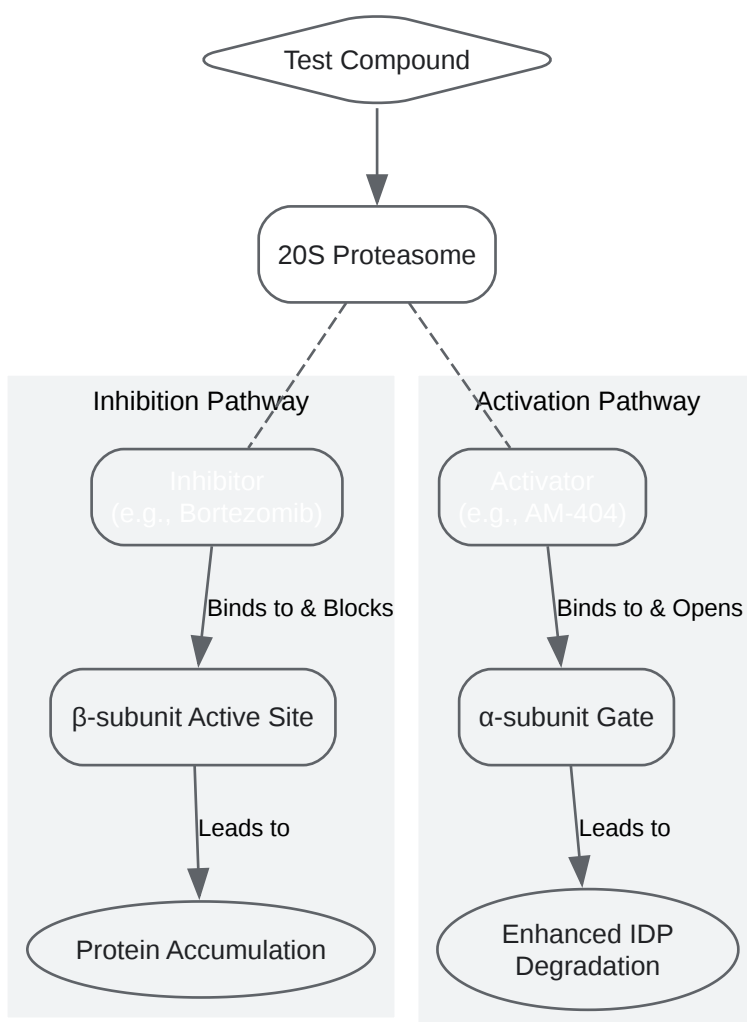 Test Compound
20S Proteasome
Inhibition Pathway
Inhibitor
(e.g., Bortezomib)
Binds to & Blocks
β-subunit Active Site
Leads to
Protein Accumulation
Activation Pathway
Activator
(e.g., AM-404)
Binds to & Opens
α-subunit Gate
Leads to
Enhanced IDP
Degradation